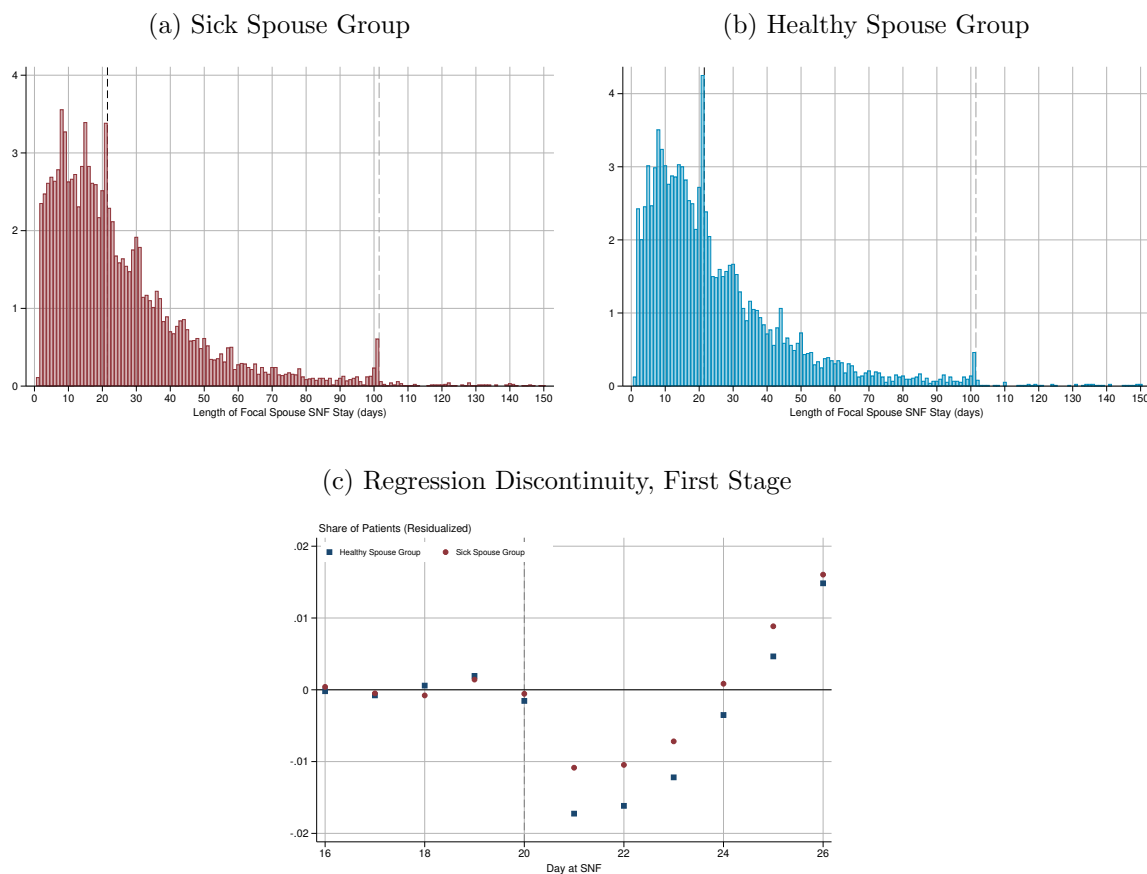 (a) Sick Spouse Group
4
3
2
1
0
0 10 20 30 40 50 60 70 80 90 100 110 120 130 140 150
Length of Focal Spouse SNF Stay (days)
(b) Healthy Spouse Group
4
3
2
1
0
0 10 20 30 40 50 60 70 80 90 100 110 120 130 140 150
Length of Focal Spouse SNF Stay (days)
(c) Regression Discontinuity, First Stage
Share of Patients (Residualized)
Healthy Spouse Group Sick Spouse Group
.02
.01
0
-.01
-.02
16 18 20 22 24 26
Day at SNF